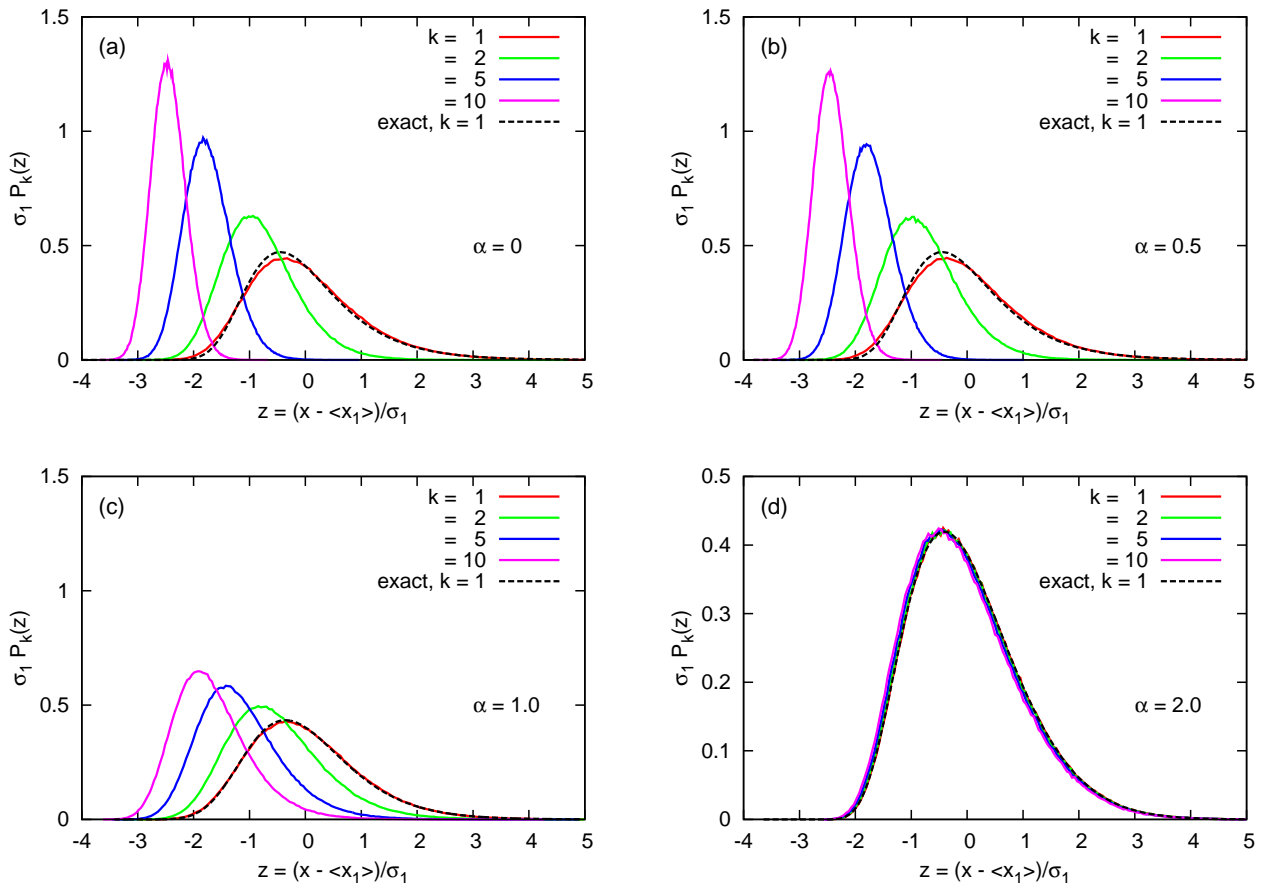 (a)
k = 1
= 2
= 5
= 10
exact, k = 1
α = 0
σ1 Pk(z)
0
0.5
1
1.5
-4 -3 -2 -1 0 1 2 3 4 5
z = (x - <x1>)/σ1
(b)
k = 1
= 2
= 5
= 10
exact, k = 1
α = 0.5
σ1 Pk(z)
0
0.5
1
1.5
-4 -3 -2 -1 0 1 2 3 4 5
z = (x - <x1>)/σ1
(c)
k = 1
= 2
= 5
= 10
exact, k = 1
α = 1.0
σ1 Pk(z)
0
0.5
1
1.5
-4 -3 -2 -1 0 1 2 3 4 5
z = (x - <x1>)/σ1
(d)
k = 1
= 2
= 5
= 10
exact, k = 1
α = 2.0
σ1 Pk(z)
0
0.1
0.2
0.3
0.4
0.5
-4 -3 -2 -1 0 1 2 3 4 5
z = (x - <x1>)/σ1